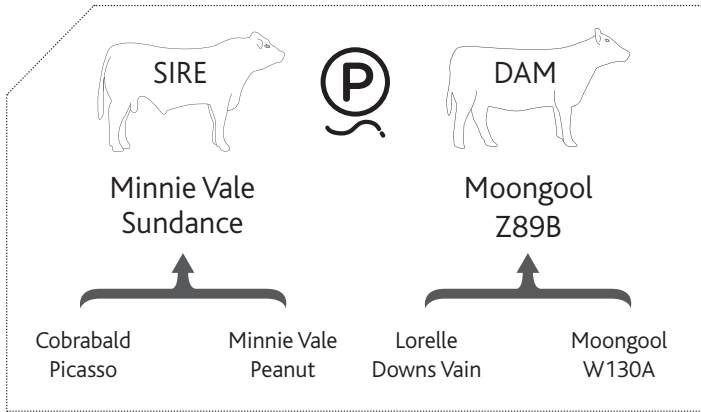 SIRE
P
DAM
Minnie Vale
Sundance
Moongool
Z89B
Cobrabald
Picasso
Minnie Vale
Peanut
Lorelle
Downs Vain
Moongool
W130A